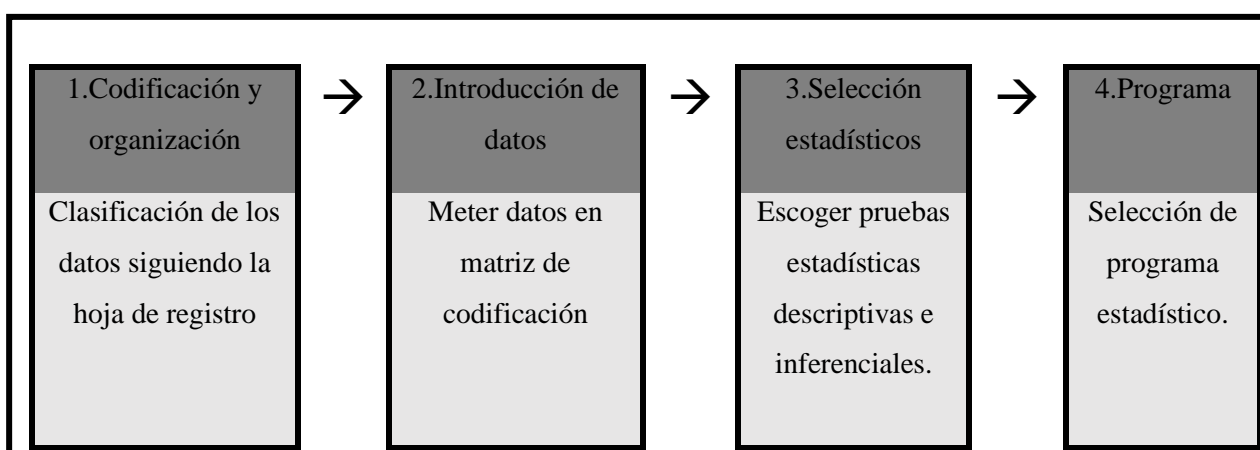 1.Codificación y
organización
Clasificación de los
datos siguiendo la
hoja de registro
→
2.Introducción de
datos
Meter datos en
matriz de
codificación
→
3.Selección
estadísticos
Escoger pruebas
estadísticas
descriptivas e
inferenciales.
→
4.Programa
Selección de
programa
estadístico.